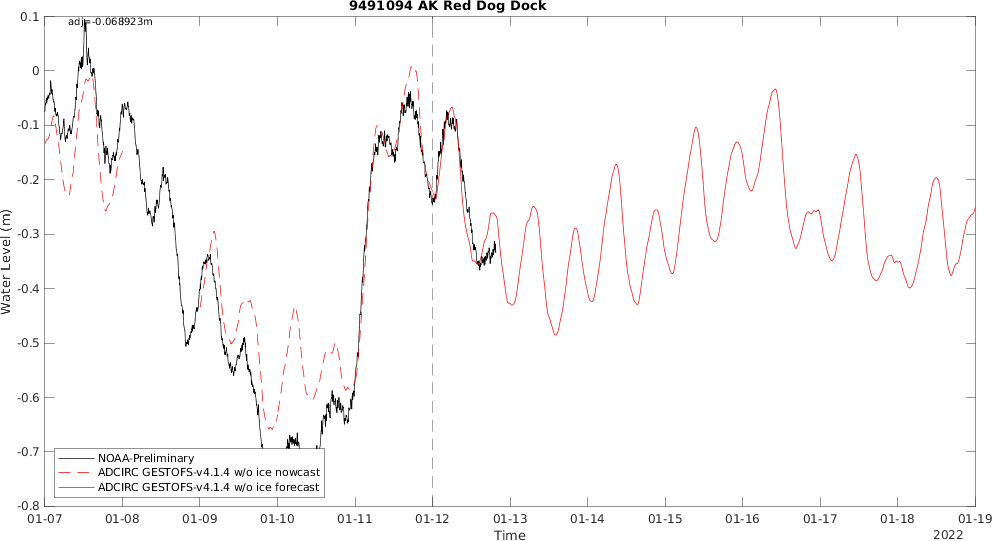 9491094 AK Red Dog Dock
adj=-0.068923m
0.1
0
-0.1
-0.2
-0.3
-0.4
-0.5
-0.6
-0.7
-0.8
Water Level (m)
NOAA-Preliminary
ADCIRC GESTOFS-v4.1.4 w/o ice nowcast
ADCIRC GESTOFS-v4.1.4 w/o ice forecast
01-07 01-08 01-09 01-10 01-11 01-12 01-13 01-14 01-15 01-16 01-17 01-18 01-19
Time
2022